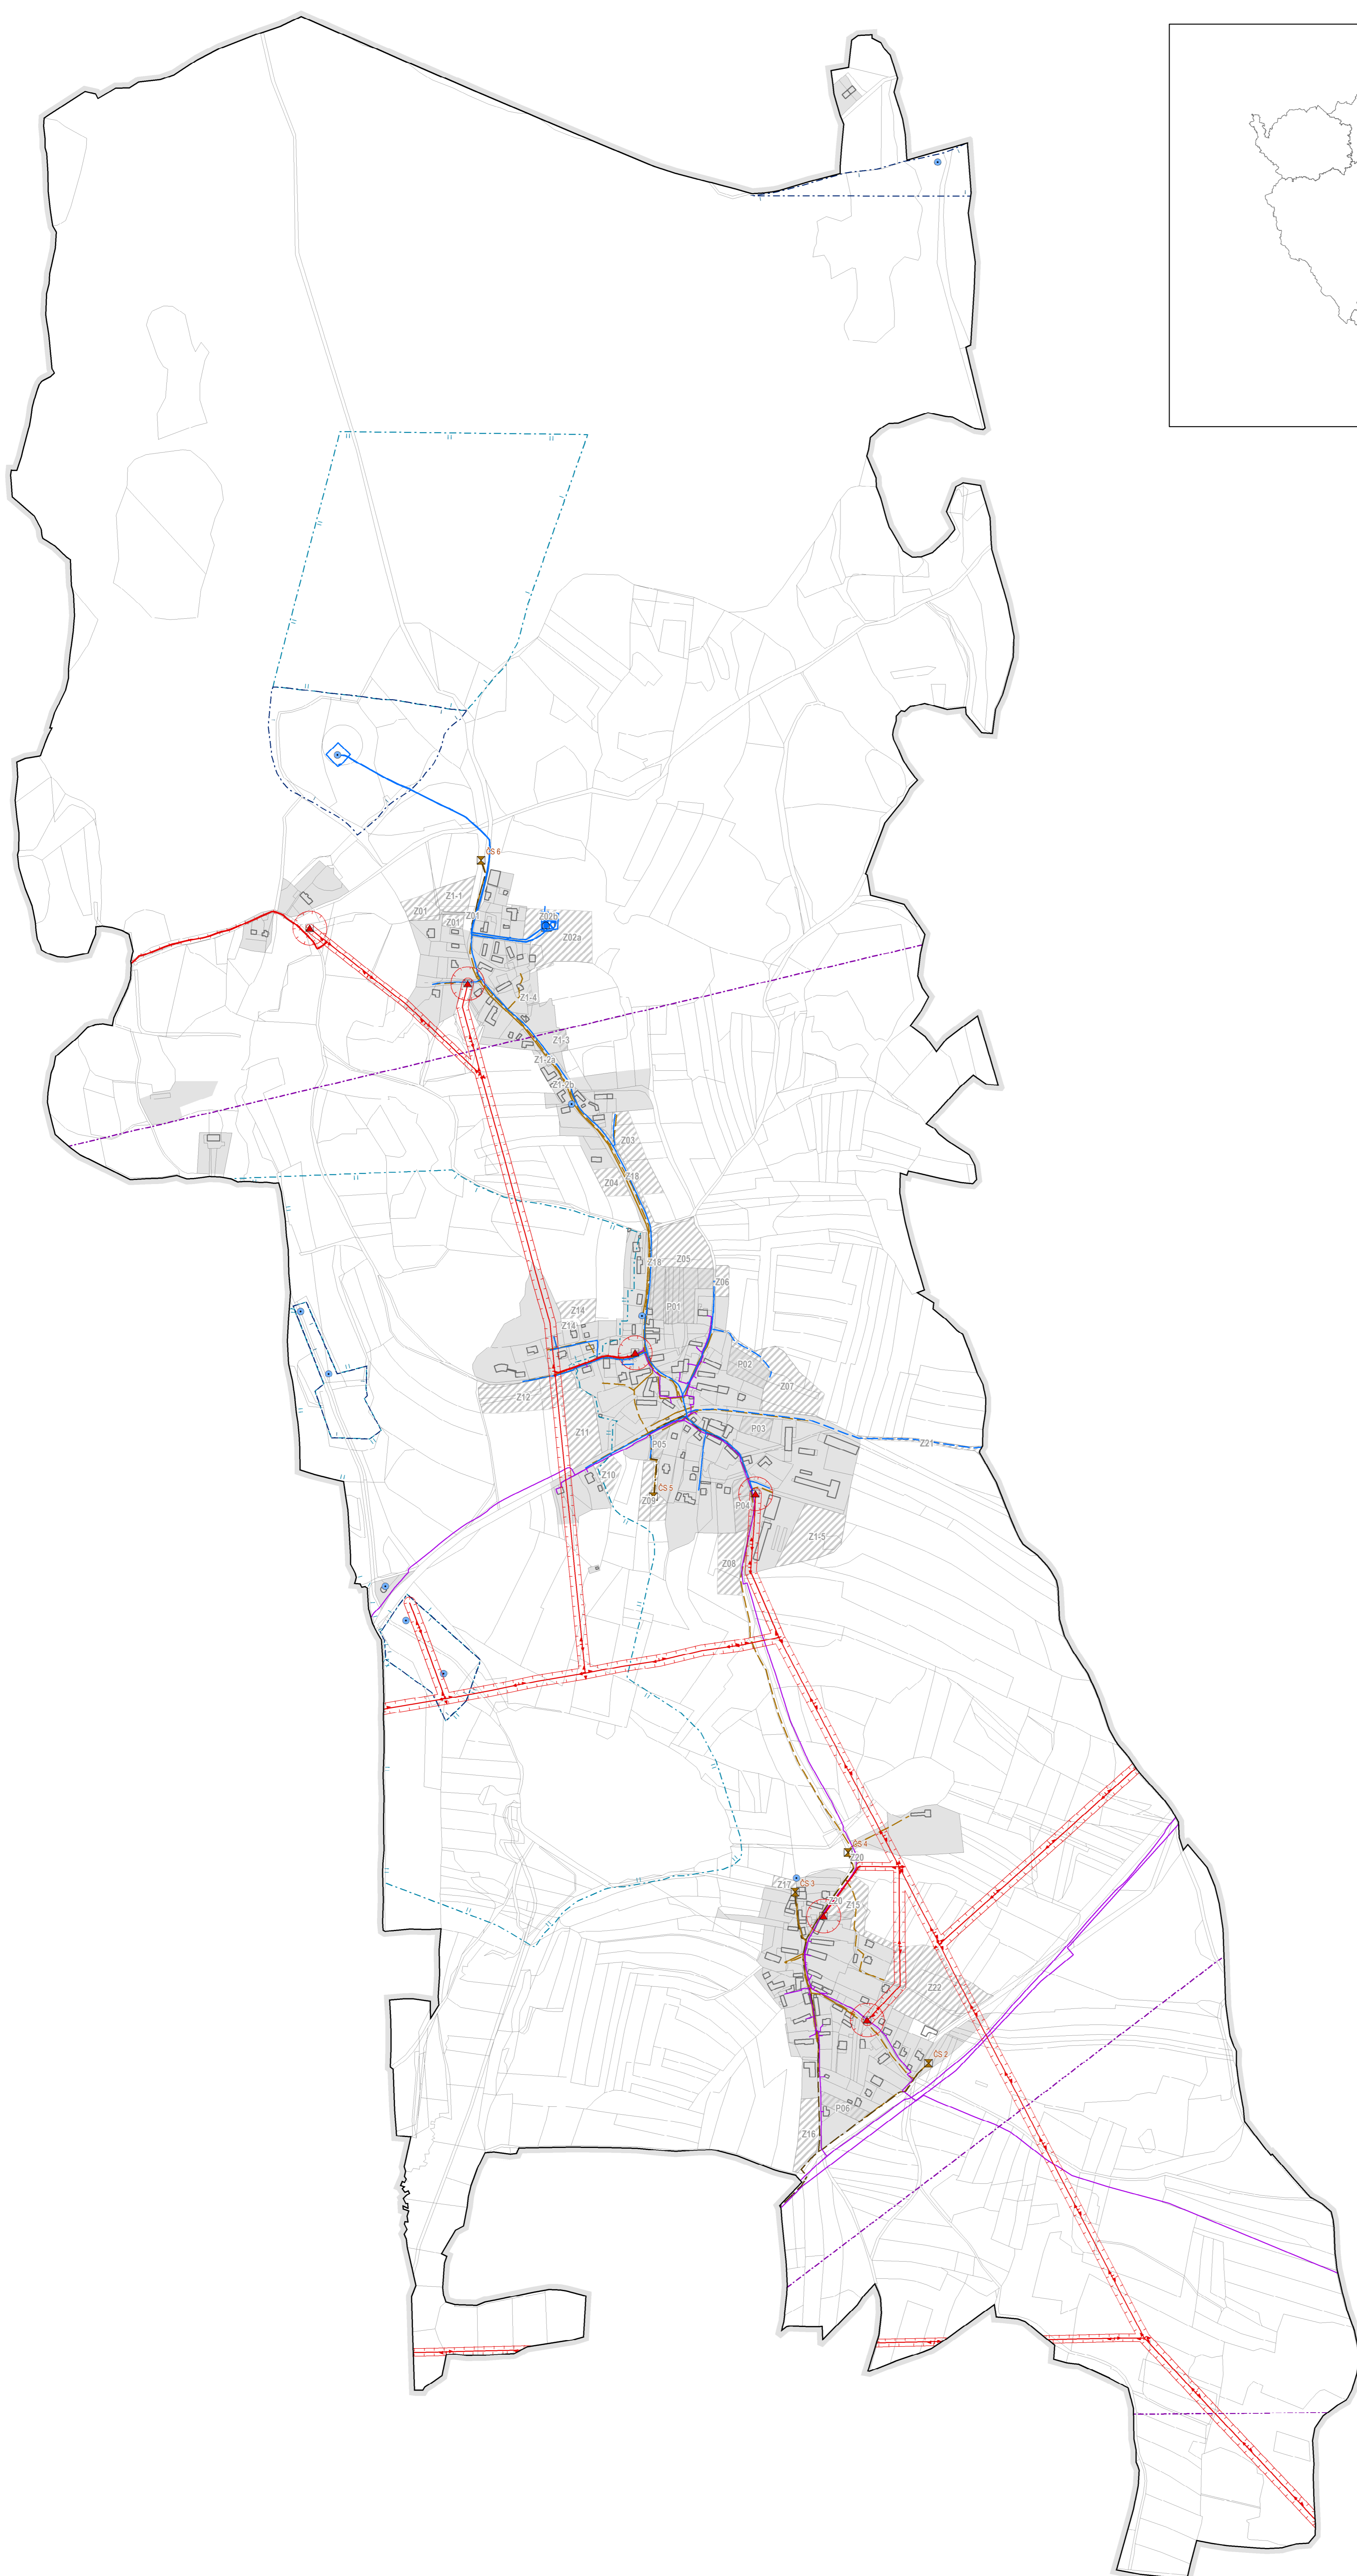 ČS 6
Z1-1
Z01
Z01
Z01
Z02b
Z02a
Z1-4
Z1-3
Z1-2a
Z1-2b
Z03
Z18
Z04
Z05
Z18
Z06
Z14
P01
Z14
P02
Z07
Z12
Z11
P03
P05
Z21
Z10
ČS 5
Z09
P04
Z1-5
Z08
ČS 4
Z20
Z17
ČS 3
Z20
Z15
Z22
ČS 2
P06
Z16